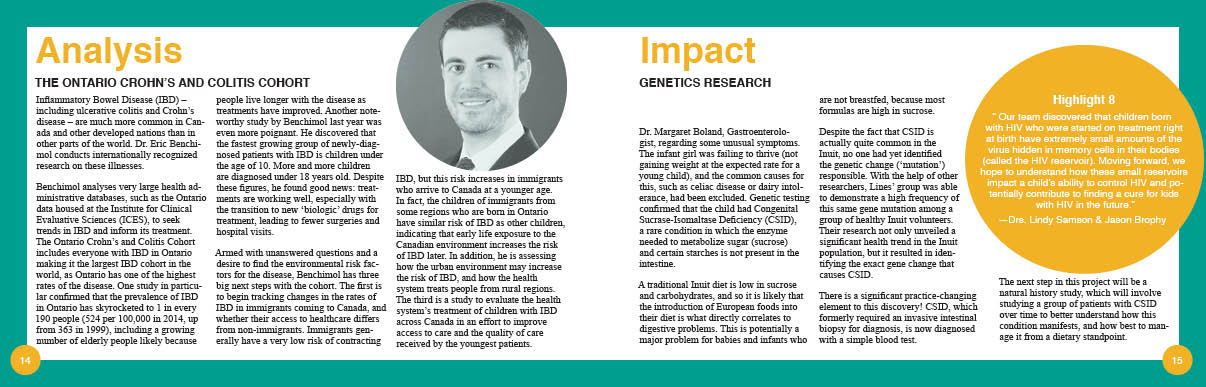 Analysis
THE ONTARIO CROHN'S AND COLITIS COHORT
Inflammatory Bowel Disease (IBD) –
including ulcerative colitis and Crohn's
disease – are much more common in Can-
ada and other developed nations than in
other parts of the world. Dr. Eric Benchi-
mol conducts internationally recognized
research on these illnesses.
Benchimol analyses very large health ad-
ministrative databases, such as the Ontario
data housed at the Institute for Clinical
Evaluative Sciences (ICES), to seek
trends in IBD and inform its treatment.
The Ontario Crohn's and Colitis Cohort
includes everyone with IBD in Ontario
making it the largest IBD cohort in the
world, as Ontario has one of the highest
rates of the disease. One study in particu-
lar confirmed that the prevalence of IBD
in Ontario has skyrocketed to 1 in every
190 people (524 per 100,000 in 2014, up
from 363 in 1999), including a growing
number of elderly people likely because
people live longer with the disease as
treatments have improved. Another note-
worthy study by Benchimol last year was
even more poignant. He discovered that
the fastest growing group of newly-diag-
nosed patients with IBD is children under
the age of 10. More and more children
are diagnosed under 18 years old. Despite
these figures, he found good news: treat-
ments are working well, especially with
the transition to new 'biologic' drugs for
treatment, leading to fewer surgeries and
hospital visits.
Armed with unanswered questions and a
desire to find the environmental risk fac-
tors for the disease, Benchimol has three
big next steps with the cohort. The first is
to begin tracking changes in the rates of
IBD in immigrants coming to Canada, and
whether their access to healthcare differs
from non-immigrants. Immigrants gen-
erally have a very low risk of contracting
IBD, but this risk increases in immigrants
who arrive to Canada at a younger age.
In fact, the children of immigrants from
some regions who are born in Ontario
have similar risk of IBD as other children,
indicating that early life exposure to the
Canadian environment increases the risk
of IBD later. In addition, he is assessing
how the urban environment may increase
the risk of IBD, and how the health
system treats people from rural regions.
The third is a study to evaluate the health
system's treatment of children with IBD
across Canada in an effort to improve
access to care and the quality of care
received by the youngest patients.
14
Impact
GENETICS RESEARCH
Dr. Margaret Boland, Gastroenterolo-
gist, regarding some unusual symptoms.
The infant girl was failing to thrive (not
gaining weight at the expected rate for a
young child), and the common causes for
this, such as celiac disease or dairy intol-
erance, had been excluded. Genetic testing
confirmed that the child had Congenital
Sucrase-Isomaltase Deficiency (CSID),
a rare condition in which the enzyme
needed to metabolize sugar (sucrose)
and certain starches is not present in the
intestine.
A traditional Inuit diet is low in sucrose
and carbohydrates, and so it is likely that
the introduction of European foods into
their diet is what directly correlates to
digestive problems. This is potentially a
major problem for babies and infants who
are not breastfed, because most
formulas are high in sucrose.
Despite the fact that CSID is
actually quite common in the
Inuit, no one had yet identified
the genetic change ('mutation')
responsible. With the help of other
researchers, Lines' group was able
to demonstrate a high frequency of
this same gene mutation among a
group of healthy Inuit volunteers.
Their research not only unveiled a
significant health trend in the Inuit
population, but it resulted in iden-
tifying the exact gene change that
causes CSID.
There is a significant practice-changing
element to this discovery! CSID, which
formerly required an invasive intestinal
biopsy for diagnosis, is now diagnosed
with a simple blood test.
Highlight 8
" Our team discovered that children born
with HIV who were started on treatment right
at birth have extremely small amounts of the
virus hidden in memory cells in their bodies
(called the HIV reservoir). Moving forward, we
hope to understand how these small reservoirs
impact a child's ability to control HIV and po-
tentially contribute to finding a cure for kids
with HIV in the future."
—Drs. Lindy Samson & Jason Brophy
The next step in this project will be a
natural history study, which will involve
studying a group of patients with CSID
over time to better understand how this
condition manifests, and how best to man-
age it from a dietary standpoint.
15